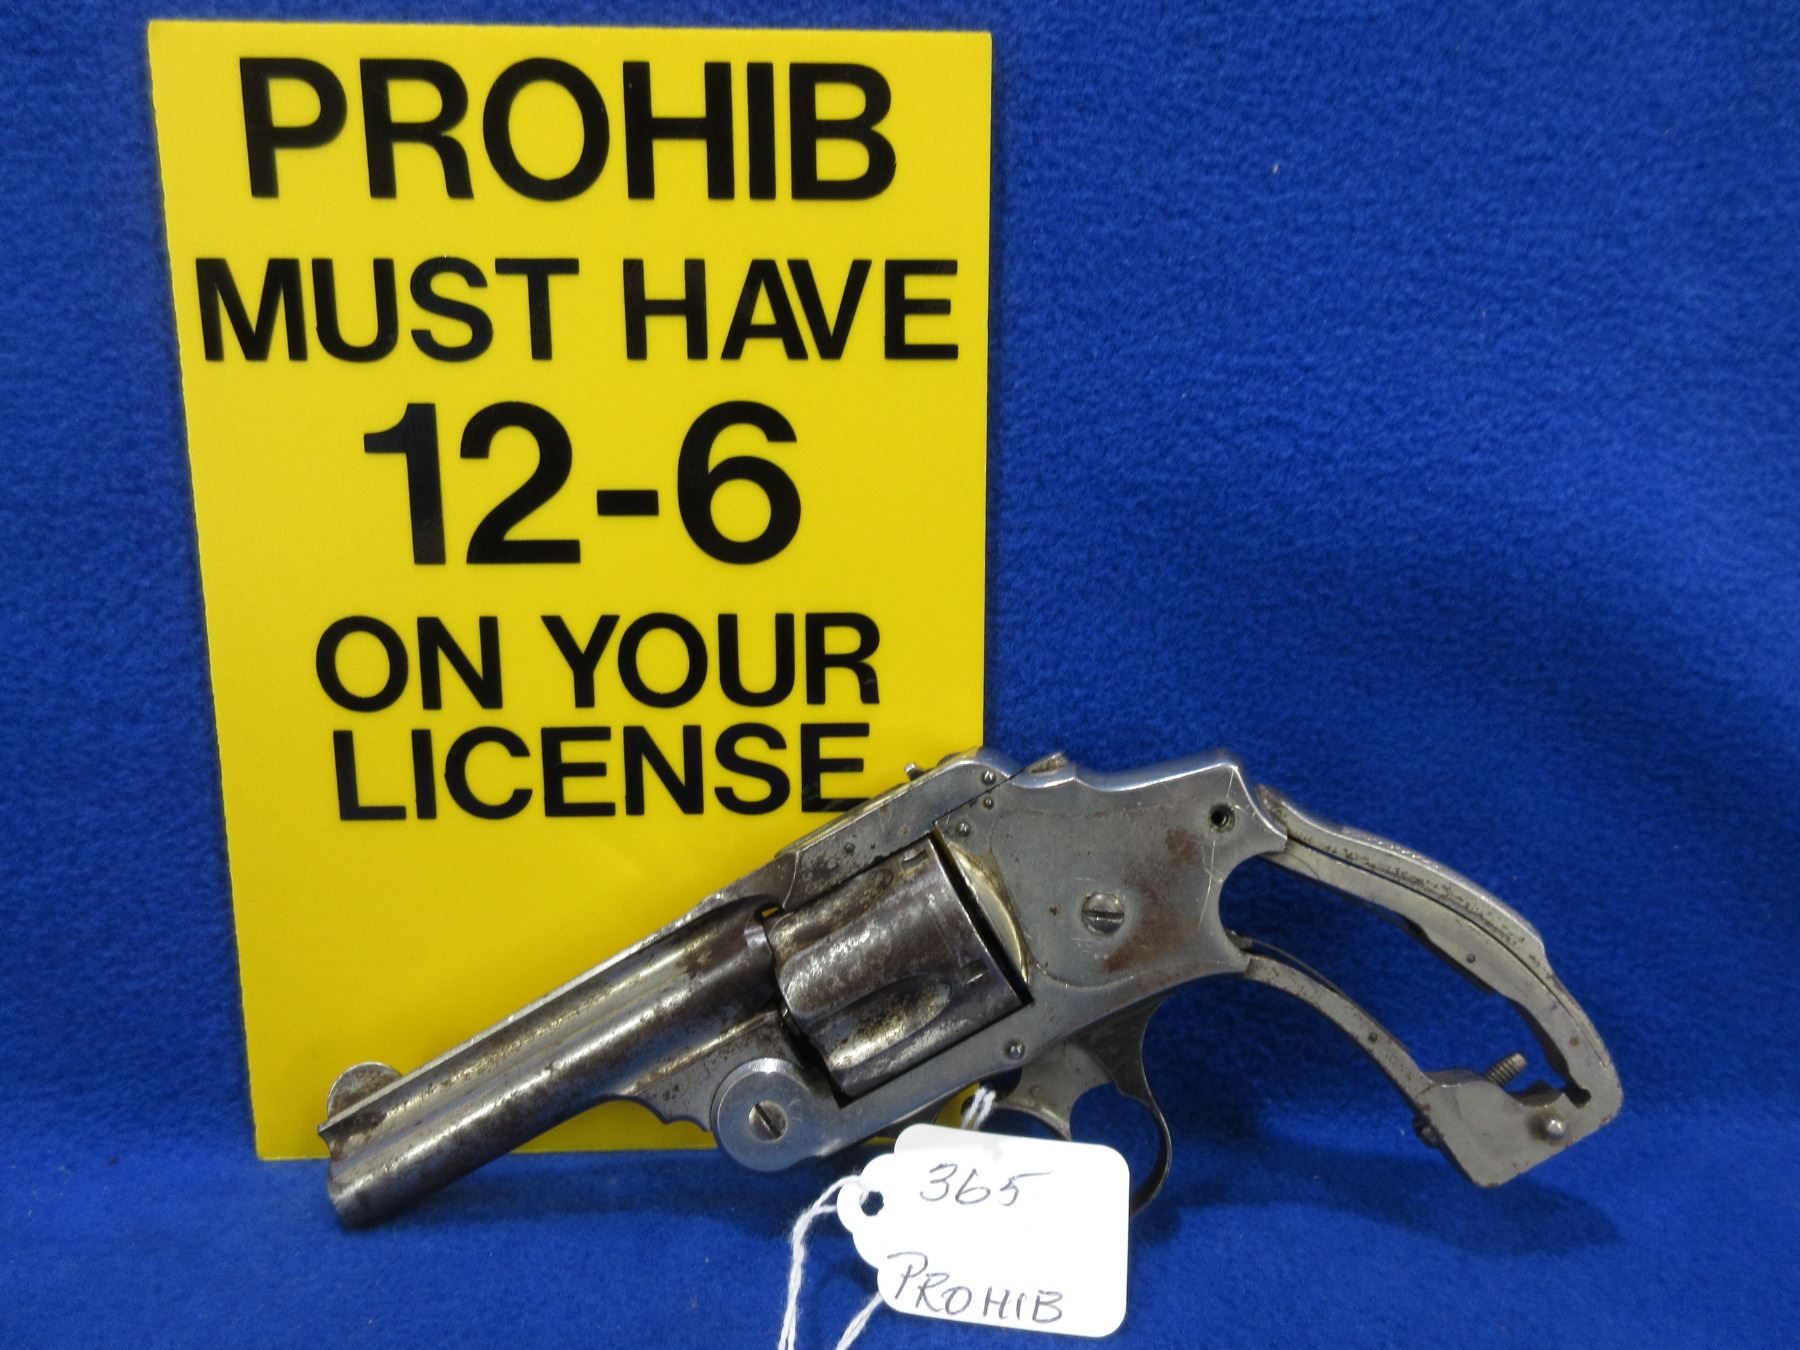 PROHIB
MUST HAVE
12-6
ON YOUR
LICENSE
365
PROHIB